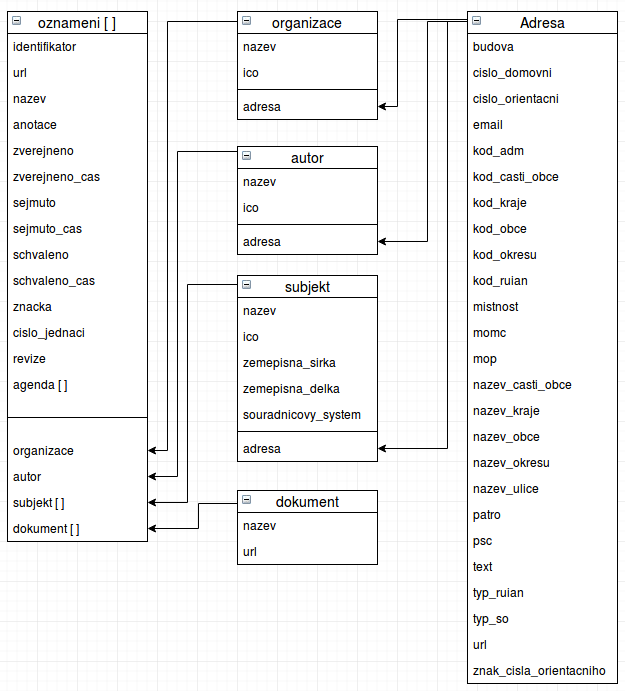 oznameni [ ]
identifikator
url
nazev
anotace
zverejneno
zverejneno_cas
sejmuto
sejmuto_cas
schvaleno
schvaleno_cas
znacka
cislo_jednaci
revize
agenda [ ]
organizace
autor
subjekt [ ]
dokument [ ]
organizace
nazev
ico
adresa
autor
nazev
ico
adresa
subjekt
nazev
ico
zemepisna_sirka
zemepisna_delka
souradnicovy_system
adresa
dokument
nazev
url
Adresa
budova
cislo_domovni
cislo_orientacni
email
kod_adm
kod_casti_obce
kod_kraje
kod_obce
kod_okresu
kod_ruian
mistnost
momc
mop
nazev_casti_obce
nazev_kraje
nazev_obce
nazev_okresu
nazev_ulice
patro
psc
text
typ_ruian
typ_so
url
znak_cisla_orientacniho